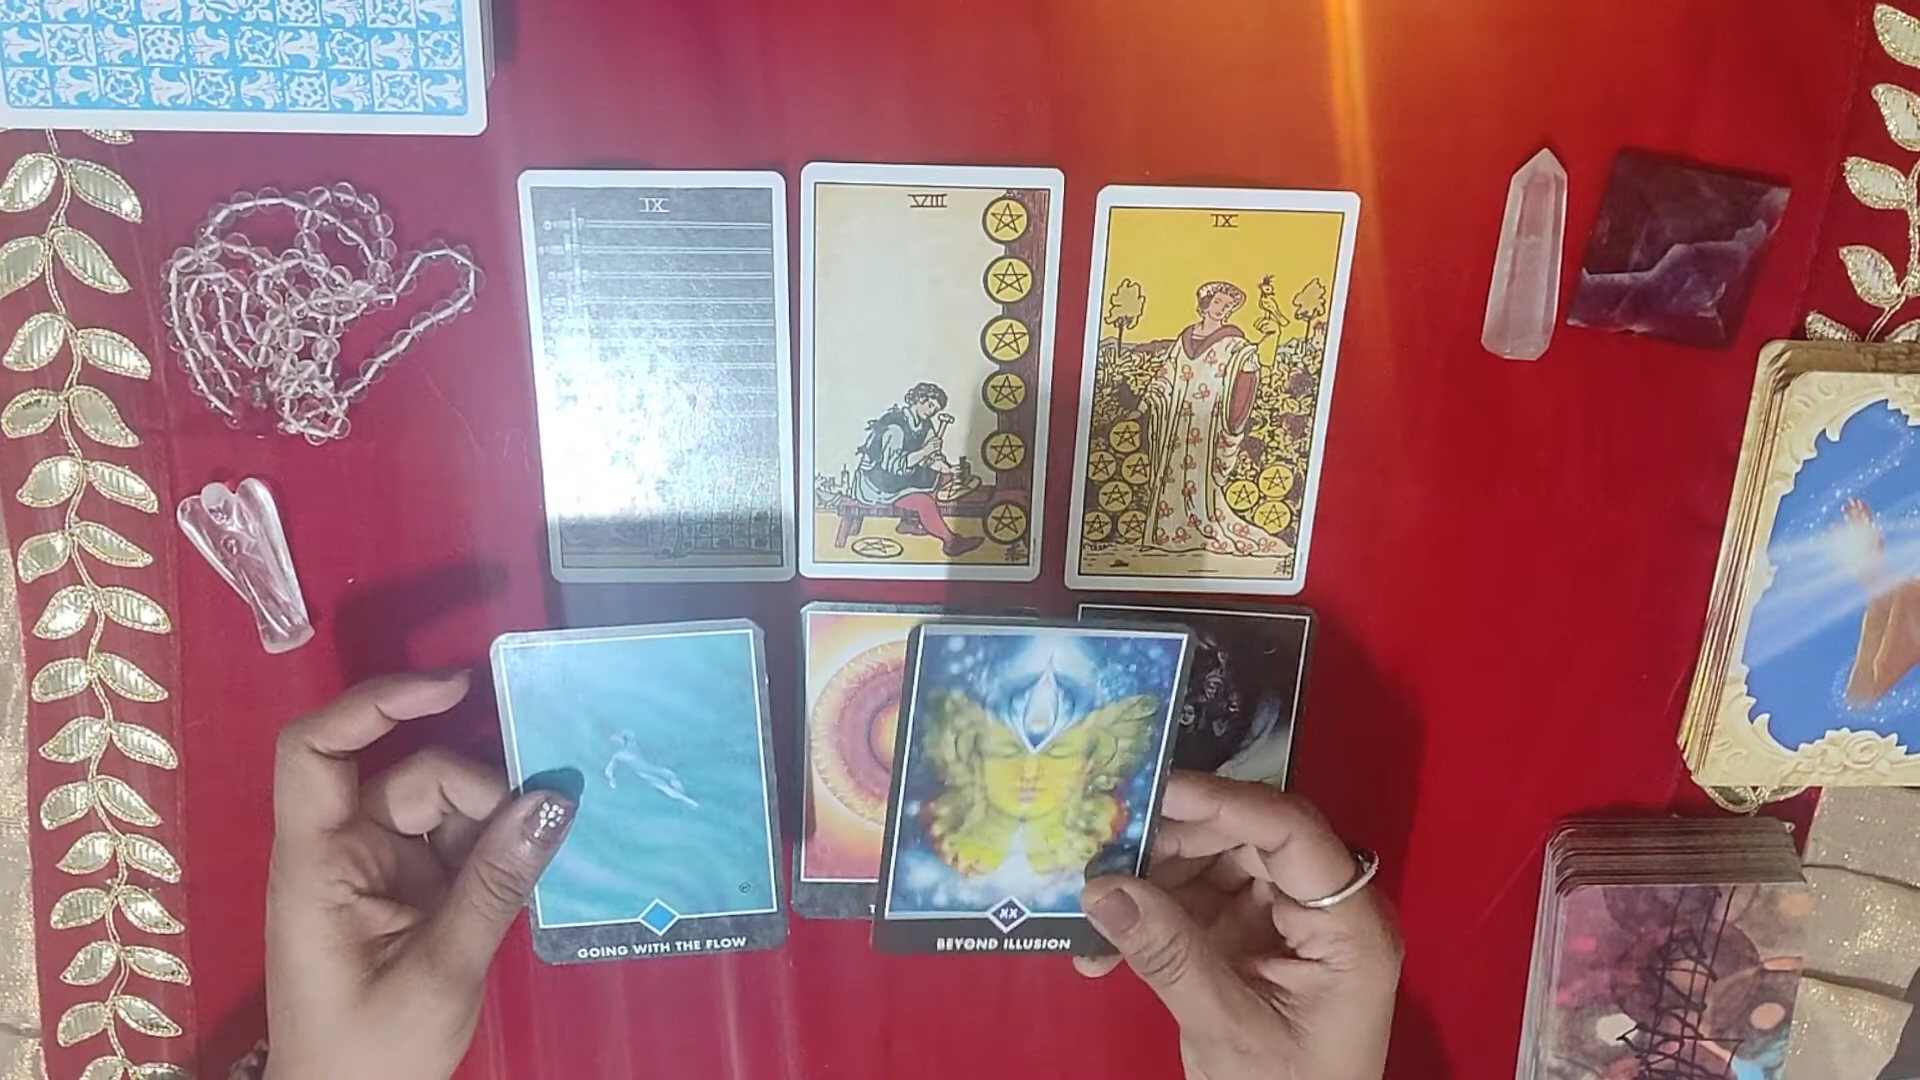 IX
VIII
IX
GOING WITH THE FLOW
XX
BEYOND ILLUSION